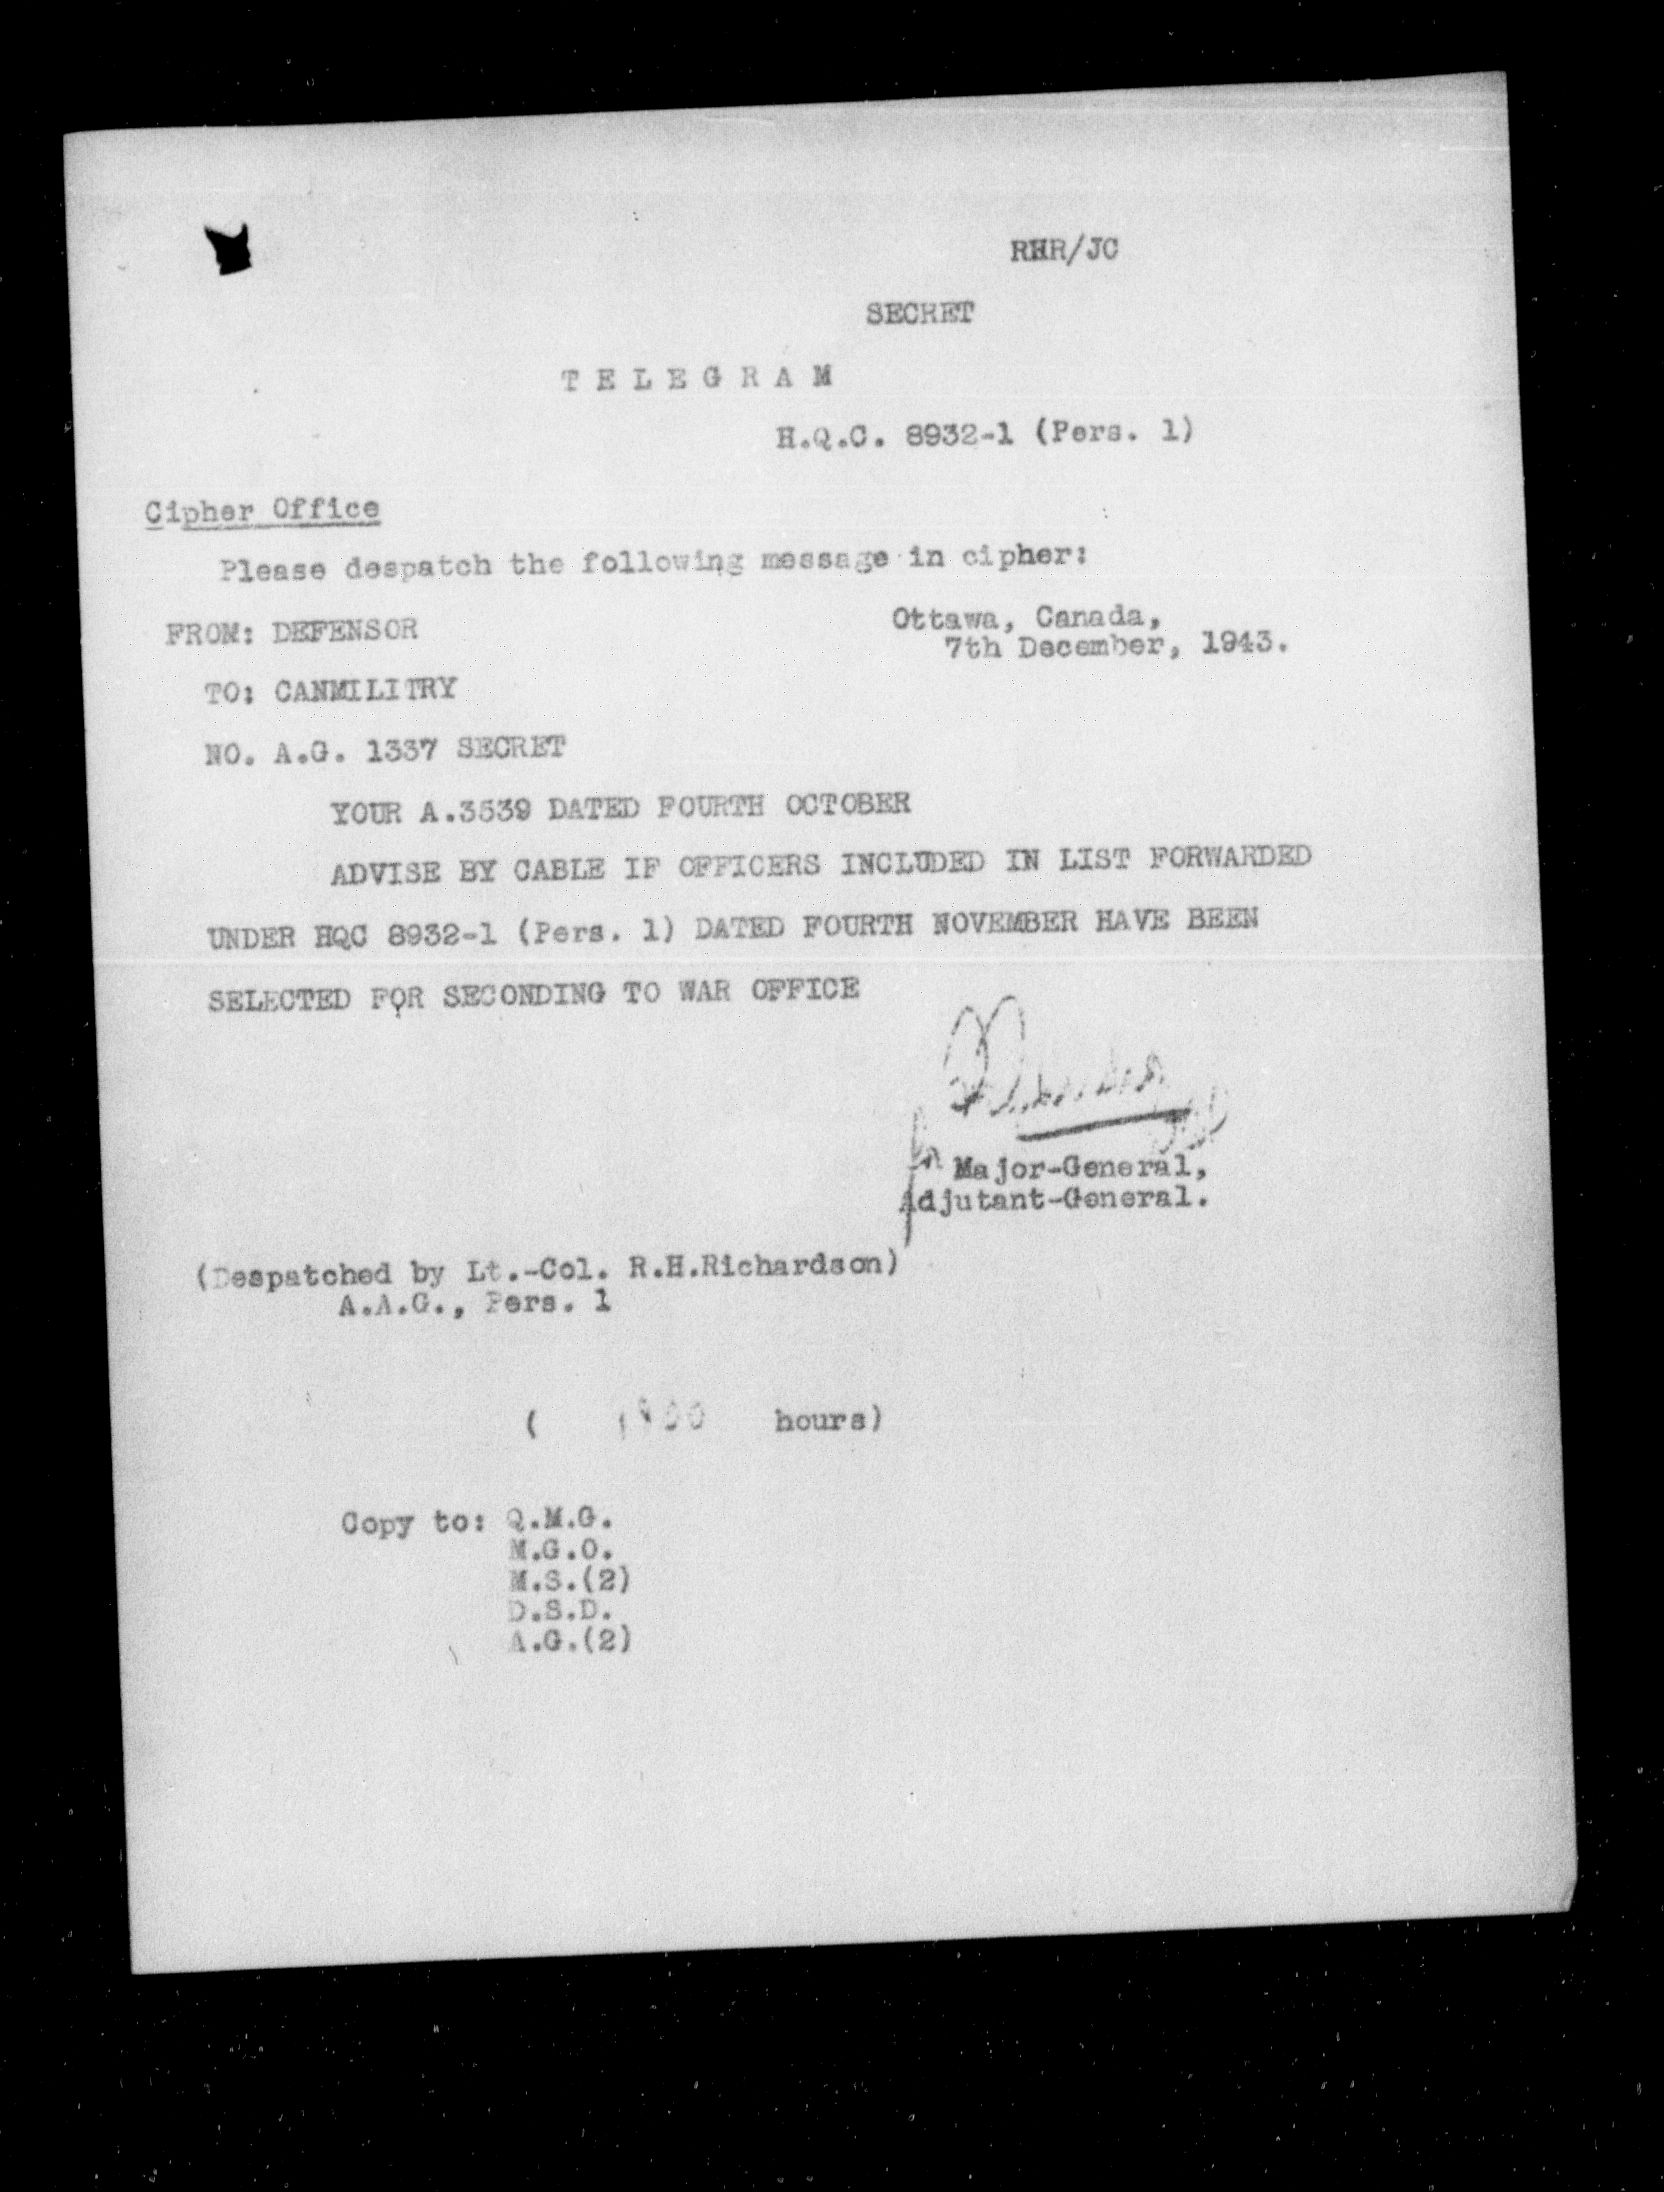 RHR/JC
SECRET
T E L E G R A M
H.Q.C. 8932-1 (Pers. 1)
Cipher Office
Please despatch the following message in cipher:
FROM: DEFENSOR
Ottawa, Canada,
7th December, 1943.
TO: CANMILITRY
NO. A.G. 1337 SECRET
YOUR A.3539 DATED FOURTH OCTOBER
ADVISE BY CABLE IF OFFICERS INCLUDED IN LIST FORWARDED
UNDER HQC 8932-1 (Pers. 1) DATED FOURTH NOVEMBER HAVE BEEN
SELECTED FOR SECONDING TO WAR OFFICE
for Major-General,
Adjutant-General.
(Despatched by Lt.-Col. R.H.Richardson)
A.A.G., Pers. 1
( hours)
Copy to: Q.M.G.
M.G.O.
M.S.(2)
D.S.D.
A.G.(2)